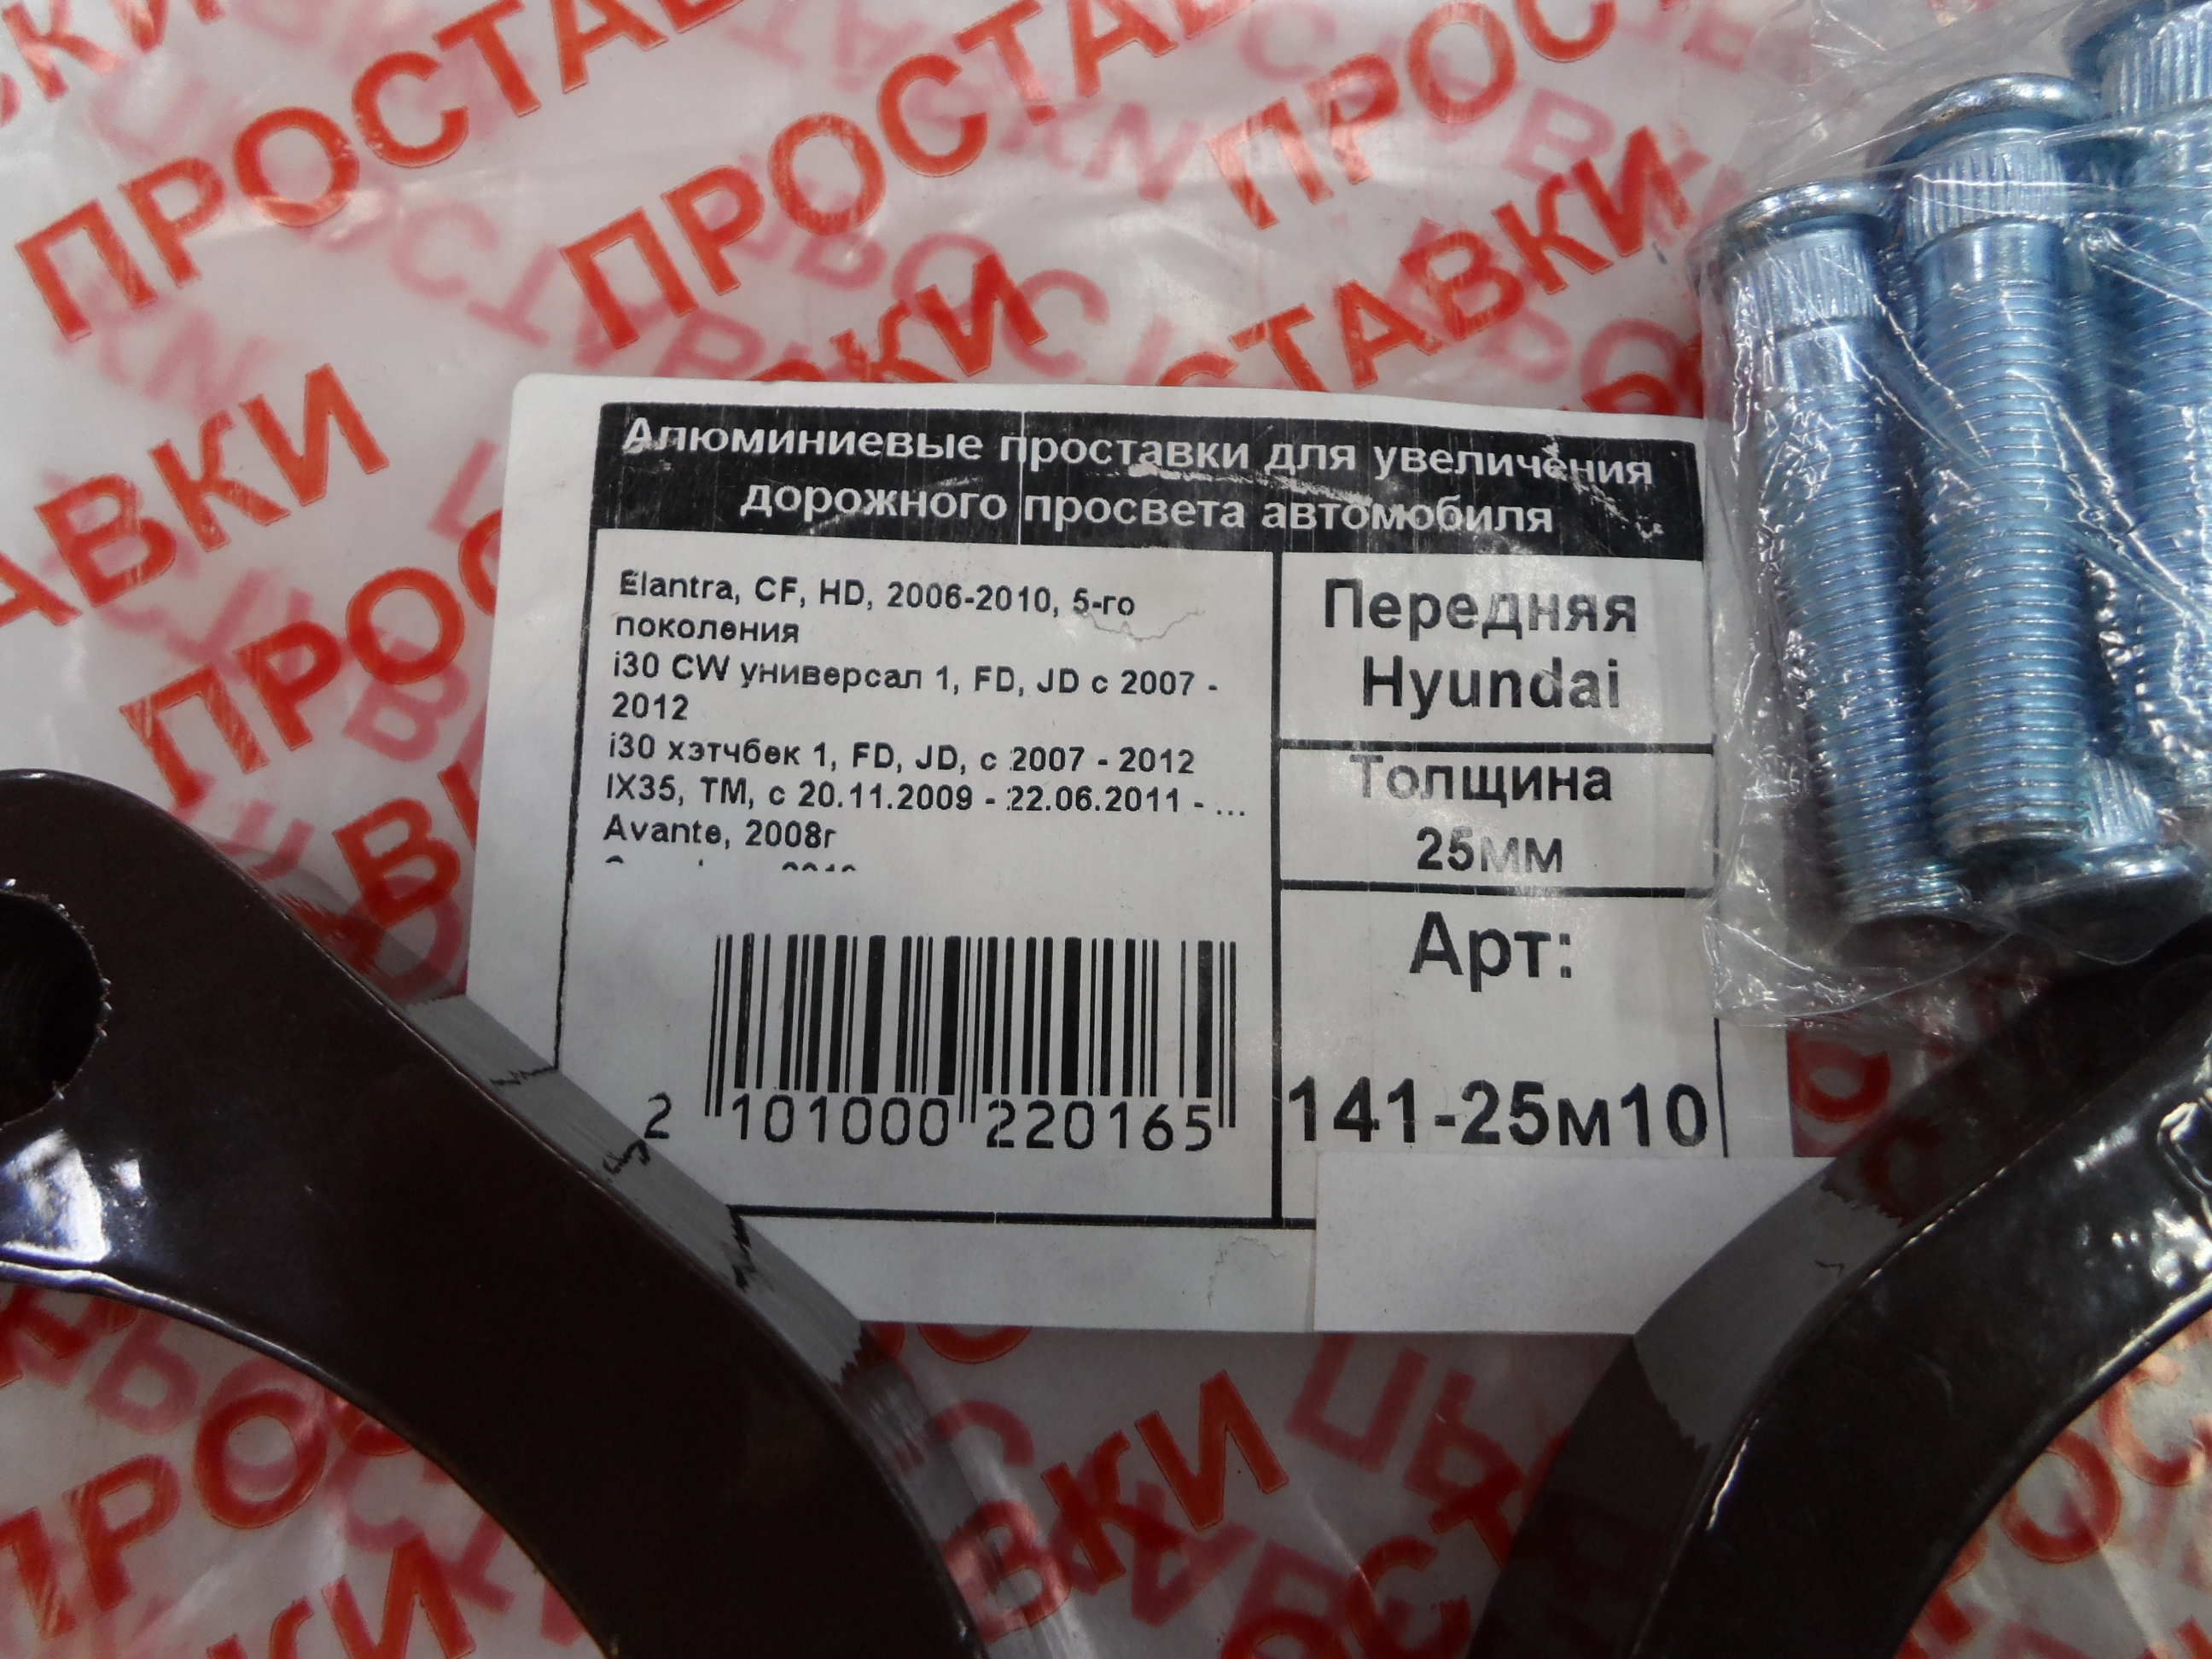 ПРОСТАВКИ
ПРОСТАВКИ
ПРОСТАВКИ
Алюминиевые проставки для увеличения
дорожного просвета автомобиля
Elantra, CF, HD, 2006-2010, 5-го
поколения
i30 CW универсал 1, FD, JD с 2007 -
2012
i30 хэтчбек 1, FD, JD, с 2007 - 2012
IX35, TM, с 20.11.2009 - 22.06.2011 - ...
Avante, 2008г
Передняя
Hyundai
Толщина
25мм
Арт:
141-25м10
2 101000 220165